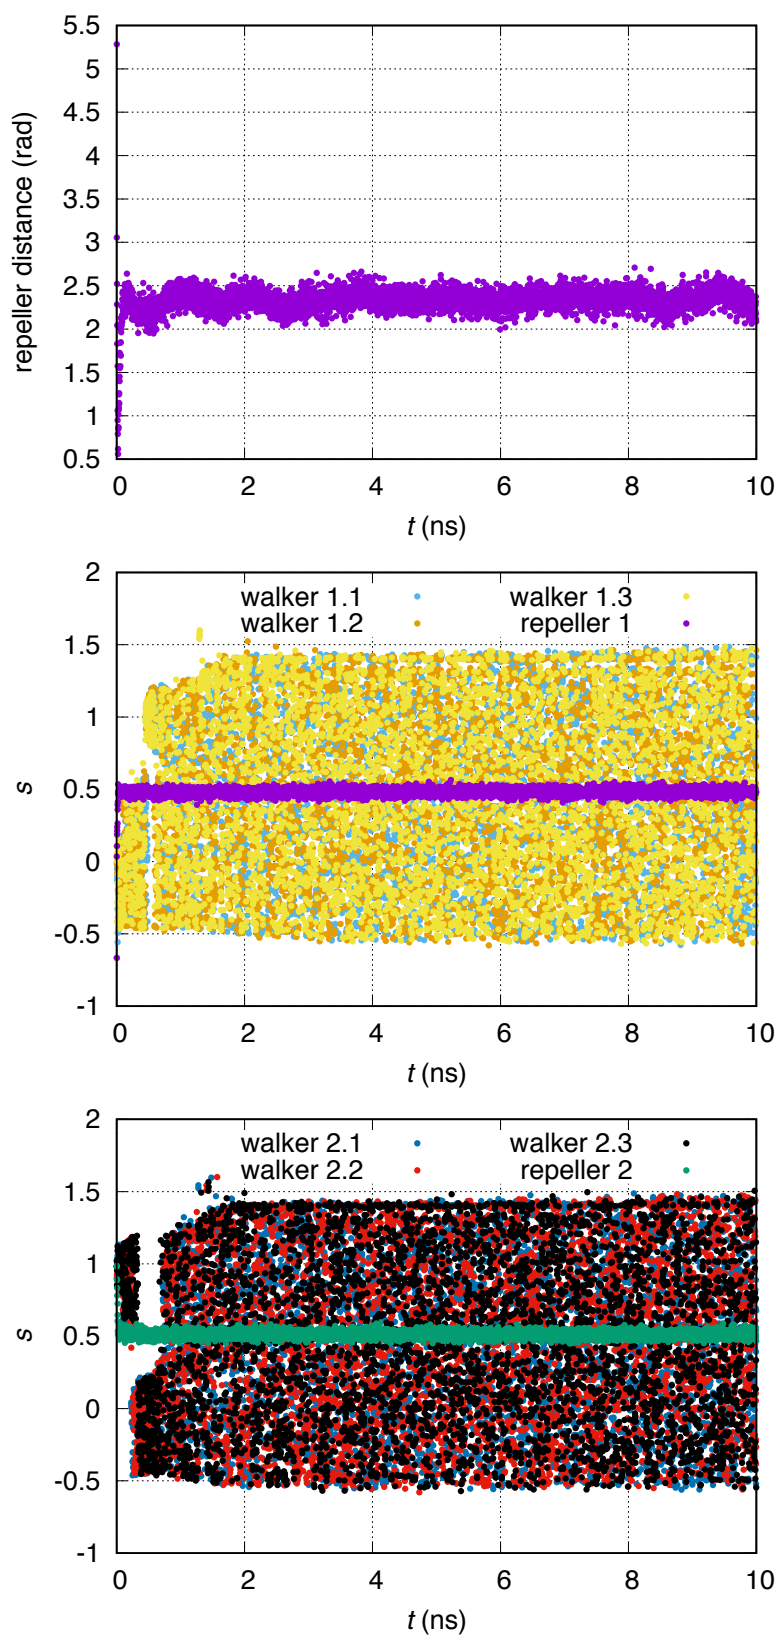 5.5
5
4.5
4
3.5
3
2.5
2
1.5
1
0.5
repeller distance (rad)
0 2 4 6 8 10
t (ns)
2
1.5
1
0.5
0
-0.5
-1
s
walker 1.1 walker 1.3
walker 1.2 repeller 1
0 2 4 6 8 10
t (ns)
2
1.5
1
0.5
0
-0.5
-1
s
walker 2.1 walker 2.3
walker 2.2 repeller 2
0 2 4 6 8 10
t (ns)